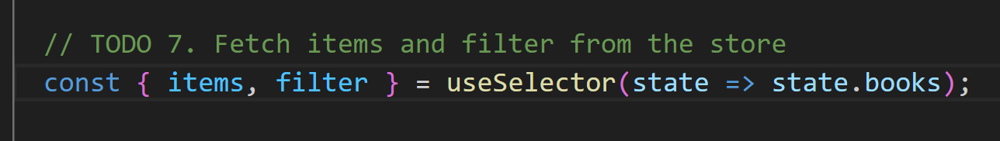 // TODO 7. Fetch items and filter from the store
const { items, filter } = useSelector(state => state.books);